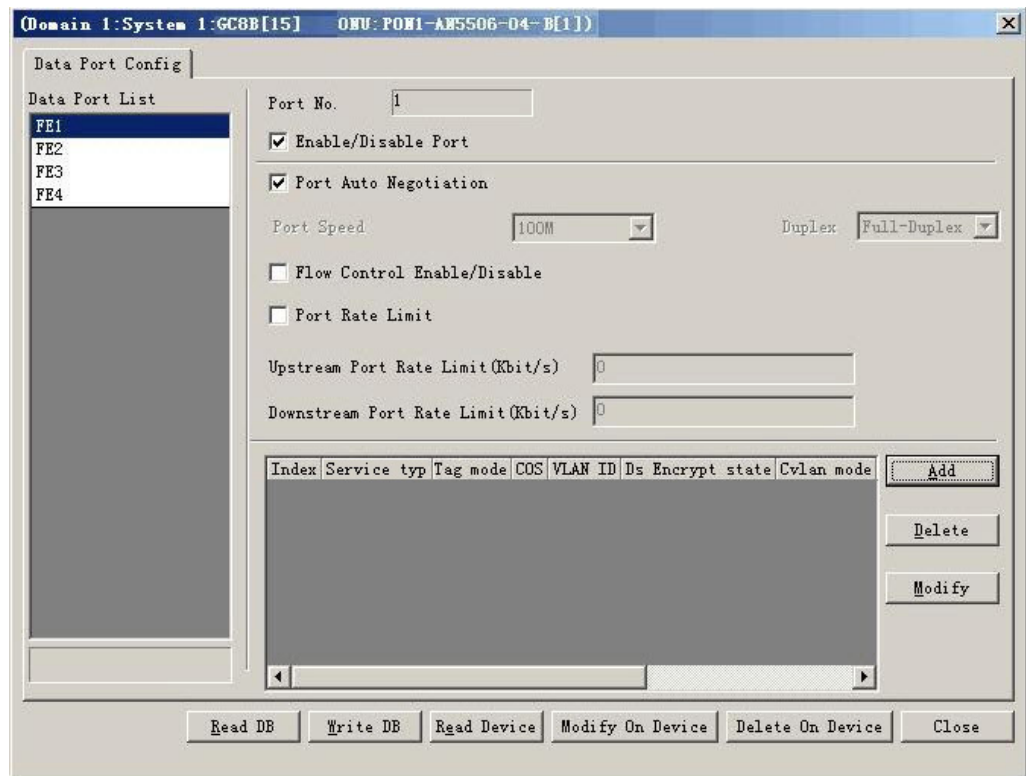 (Domain 1:System 1:GC8B[15] ONU:PON1-AN5506-04-B[1])
Data Port Config
Data Port List
FE1
FE2
FE3
FE4
Port No. 1
Enable/Disable Port
Port Auto Negotiation
Port Speed 100M Duplex Full-Duplex
Flow Control Enable/Disable
Port Rate Limit
Upstream Port Rate Limit(Kbit/s) 0
Downstream Port Rate Limit(Kbit/s) 0
Index Service typ Tag mode COS VLAN ID Ds Encrypt state Cvlan mode
Add
Delete
Modify
Read DB Write DB Read Device Modify On Device Delete On Device Close